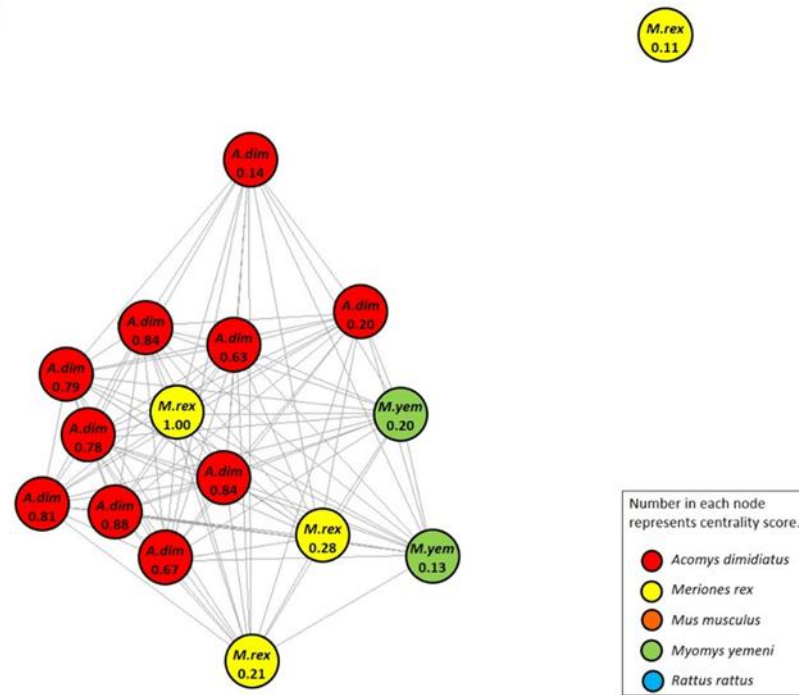 M.rex
0.11
A.dim
0.14
A.dim
0.20
A.dim
0.84
A.dim
0.63
A.dim
0.79
M.rex
1.00
M.yem
0.20
A.dim
0.78
A.dim
0.84
A.dim
0.81
A.dim
0.88
M.rex
0.28
A.dim
0.67
M.yem
0.13
M.rex
0.21
Number in each node
represents centrality score.
Acomys dimidiatus
Meriones rex
Mus musculus
Myomys yemeni
Rattus rattus